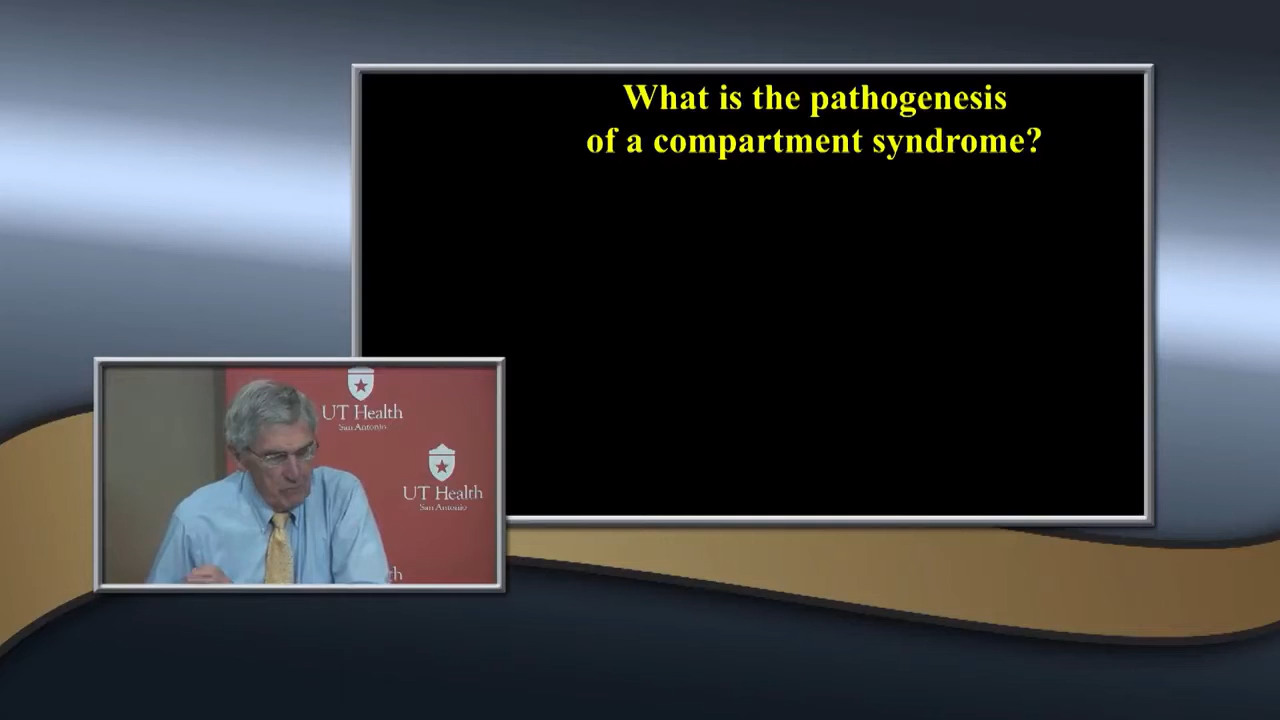 What is the pathogenesis
of a compartment syndrome?
UT Health
San Antonio
UT Health
San Antonio